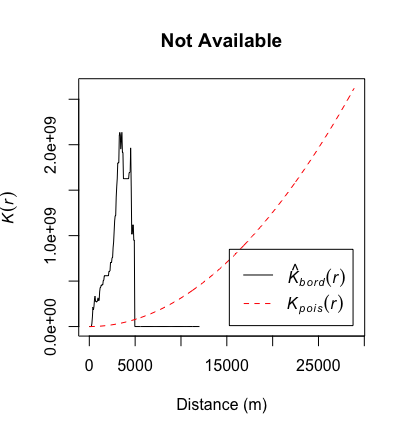 Not Available
K(r)
2.0e+09
1.0e+09
0.0e+00
K̂bord(r)
Kpois(r)
0 5000 15000 25000
Distance (m)